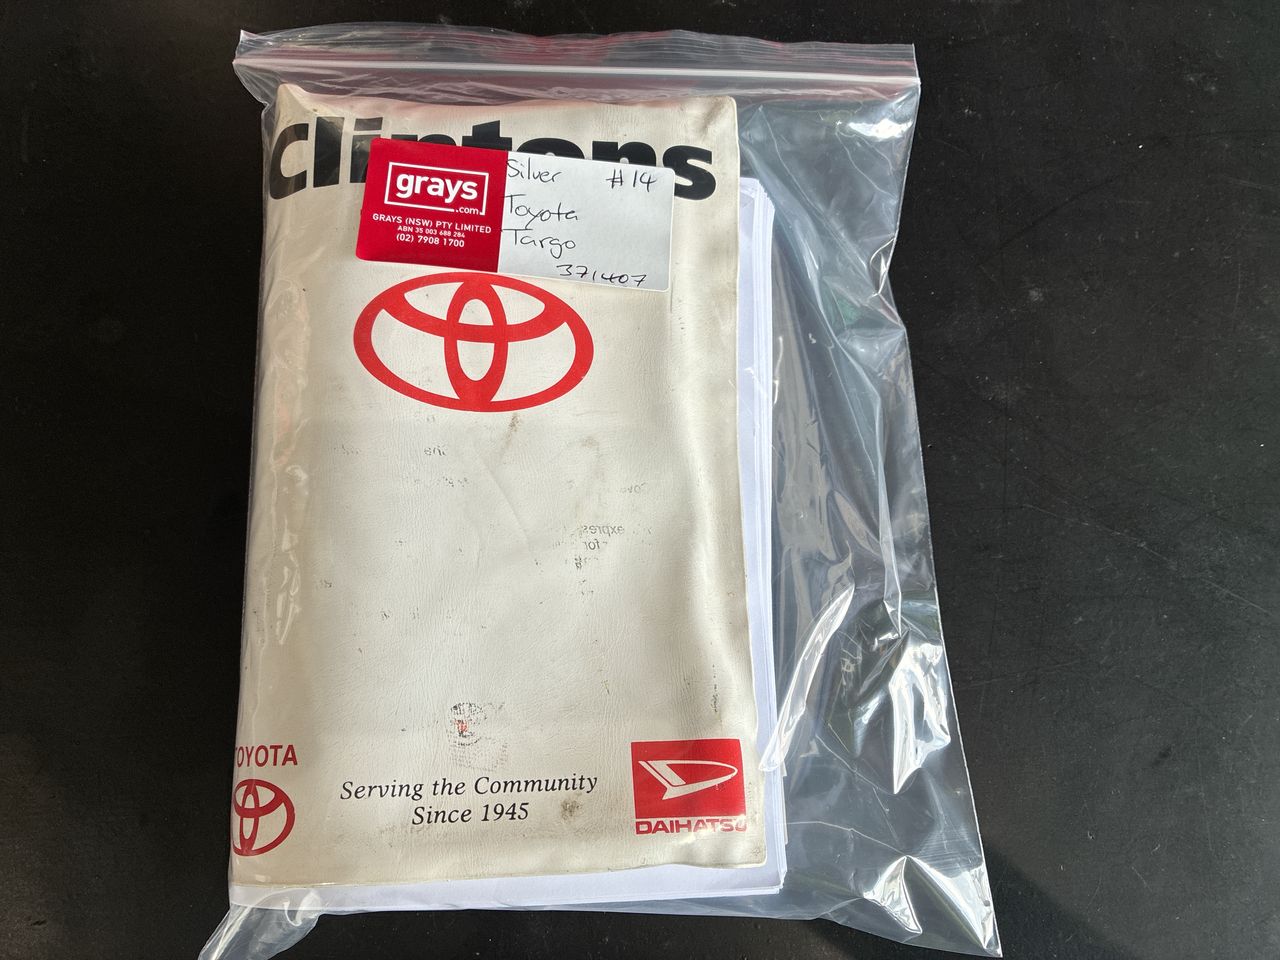 Clintons
grays
.com
GRAYS (NSW) PTY LIMITED
ABN 35 003 688 284
(02) 7908 1700
Silver #14
Toyota
Targo
371407
TOYOTA
Serving the Community
Since 1945
DAIHATSU